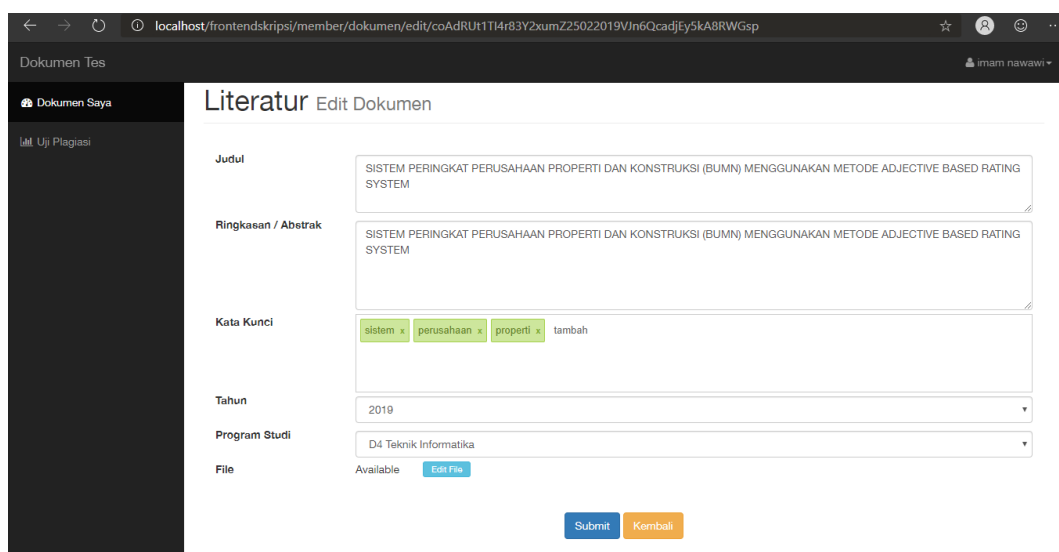 localhost/frontendskripsi/member/dokumen/edit/coAdRUt1TI4r83Y2xumZ25022019VJn6QcadjEy5kA8RWGsp
Dokumen Tes
imam nawawi
Dokumen Saya
Uji Plagiasi
Literatur Edit Dokumen
Judul
SISTEM PERINGKAT PERUSAHAAN PROPERTI DAN KONSTRUKSI (BUMN) MENGGUNAKAN METODE ADJECTIVE BASED RATING
SYSTEM
Ringkasan / Abstrak
SISTEM PERINGKAT PERUSAHAAN PROPERTI DAN KONSTRUKSI (BUMN) MENGGUNAKAN METODE ADJECTIVE BASED RATING
SYSTEM
Kata Kunci
sistem x perusahaan x properti x tambah
Tahun
2019
Program Studi
D4 Teknik Informatika
File
Available Edit File
Submit Kembali